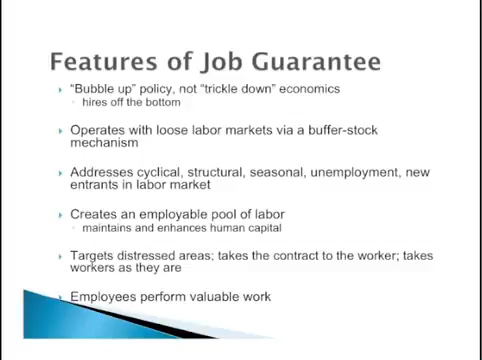 Features of Job Guarantee
"Bubble up" policy, not "trickle down" economics
hires off the bottom
Operates with loose labor markets via a buffer-stock
mechanism
Addresses cyclical, structural, seasonal, unemployment, new
entrants in labor market
Creates an employable pool of labor
maintains and enhances human capital
Targets distressed areas; takes the contract to the worker; takes
workers as they are
Employees perform valuable work